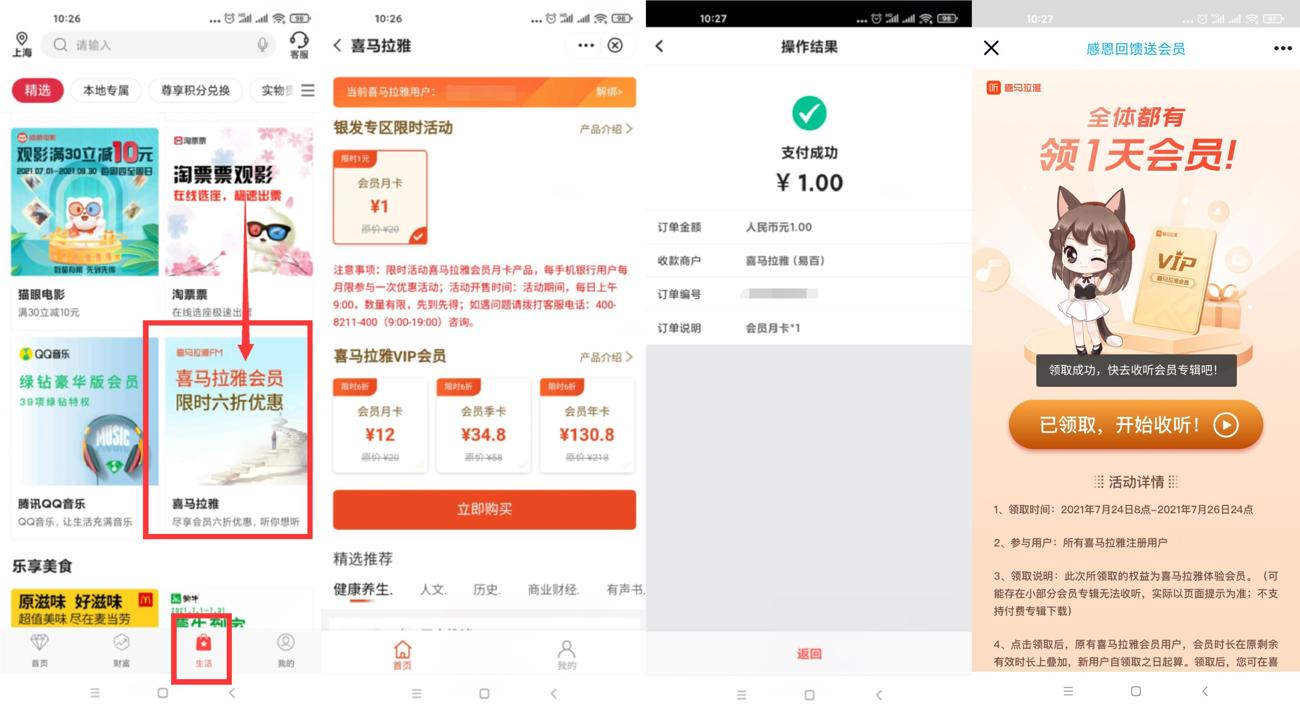 10:26
98
上海
请输入
客服
精选
本地专属
尊享积分兑换
实物
猫眼电影
观影满30立减10元
2021.07.01-2021.09.30 每周四至周日
数量有限 先到先得
猫眼电影
满30立减10元
淘票票
淘票票观影
在线选座，极速出票
淘票票
在线选座极速出票
QQ音乐
绿钻豪华版会员
39项绿钻特权
MUSIC
腾讯QQ音乐
QQ音乐，让生活充满音乐
喜马拉雅FM
喜马拉雅会员
限时六折优惠
喜马拉雅
尽享会员六折优惠，听你想听
乐享美食
原滋味 好滋味
超值美味 尽在麦当劳
2021.7.1-7.31
首页
财富
生活
我的
10:26
98
喜马拉雅
当前喜马拉雅用户：
解绑>
银发专区限时活动
产品介绍
限时1元
会员月卡
¥1
原价¥20
注意事项：限时活动喜马拉雅会员月卡产品，每手机银行用户每
月限参与一次优惠活动；活动开售时间：活动期间，每日上午
9:00，数量有限，先到先得；如遇问题请拨打客服电话：400-
8211-400（9:00-19:00）咨询。
喜马拉雅VIP会员
产品介绍
限时6折
会员月卡
¥12
原价¥20
限时6折
会员季卡
¥34.8
原价¥58
限时6折
会员年卡
¥130.8
原价¥218
立即购买
精选推荐
健康养生.
人文.
历史.
商业财经.
有声书.
首页
我的
10:27
98
操作结果
支付成功
¥ 1.00
订单金额
人民币元1.00
收款商户
喜马拉雅（易百）
订单编号
订单说明
会员月卡*1
返回
10:27
97
感恩回馈送会员
听 喜马拉雅
全体都有
领1天会员!
喜马拉雅
VIP
喜马拉雅会员
领取成功，快去收听会员专辑吧！
已领取，开始收听！
活动详情
1、领取时间：2021年7月24日8点-2021年7月26日24点
2、参与用户：所有喜马拉雅注册用户
3、领取说明：此次所领取的权益为喜马拉雅体验会员。（可
能存在小部分会员专辑无法收听，实际以页面提示为准；不支
持付费专辑下载）
4、点击领取后，原有喜马拉雅会员用户，会员时长在原剩余
有效时长上叠加，新用户自领取之日起算。领取后，您可在喜